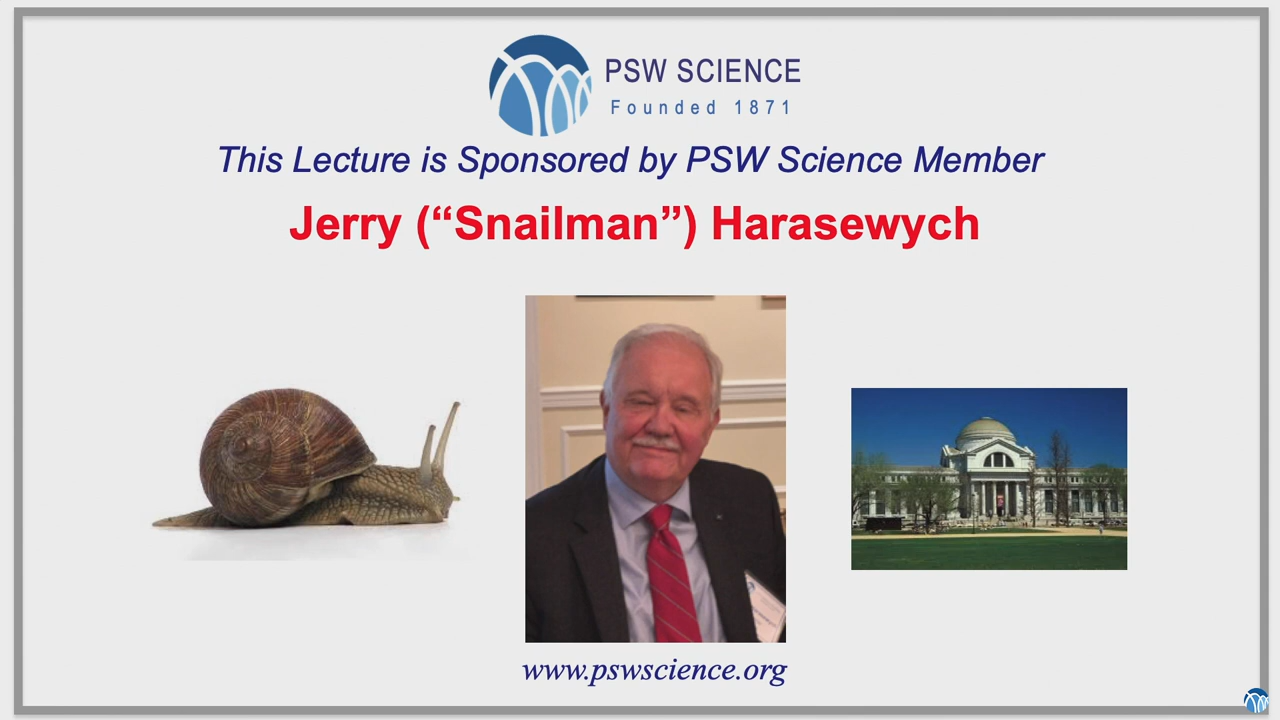 PSW SCIENCE
Founded 1871
This Lecture is Sponsored by PSW Science Member
Jerry (“Snailman”) Harasewych
www.pswscience.org